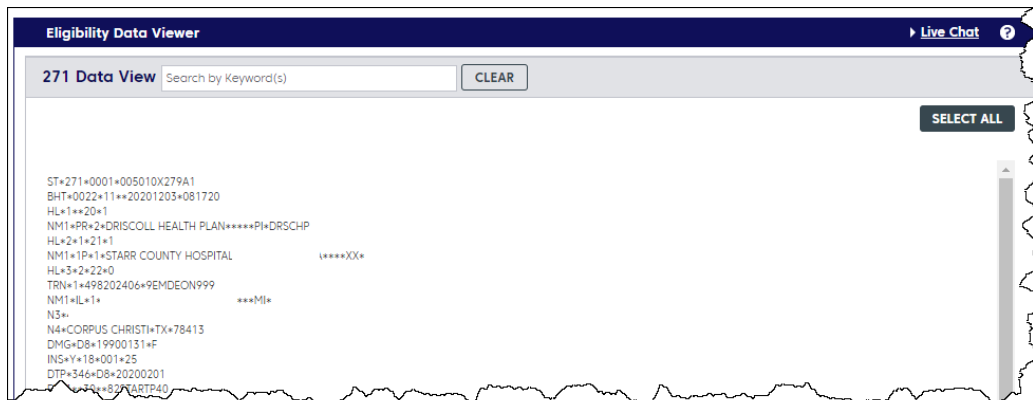 Eligibility Data Viewer
Live Chat ?
271 Data View Search by Keyword(s) CLEAR
SELECT ALL
ST*271*0001*005010X279A1
BHT*0022*11**20201203*081720
HL*1**20*1
NM1*PR*2*DRISCOLL HEALTH PLAN*****PI*DRSCHP
HL*2*1*21*1
NM1*1P*1*STARR COUNTY HOSPITAL ****XX*
HL*3*2*22*0
TRN*1*498202406*9EMDEON999
NM1*IL*1* ***MI*
N3*
N4*CORPUS CHRISTI*TX*78413
DMG*D8*19900131*F
INS*Y*18*001*25
DTP*346*D8*20200201